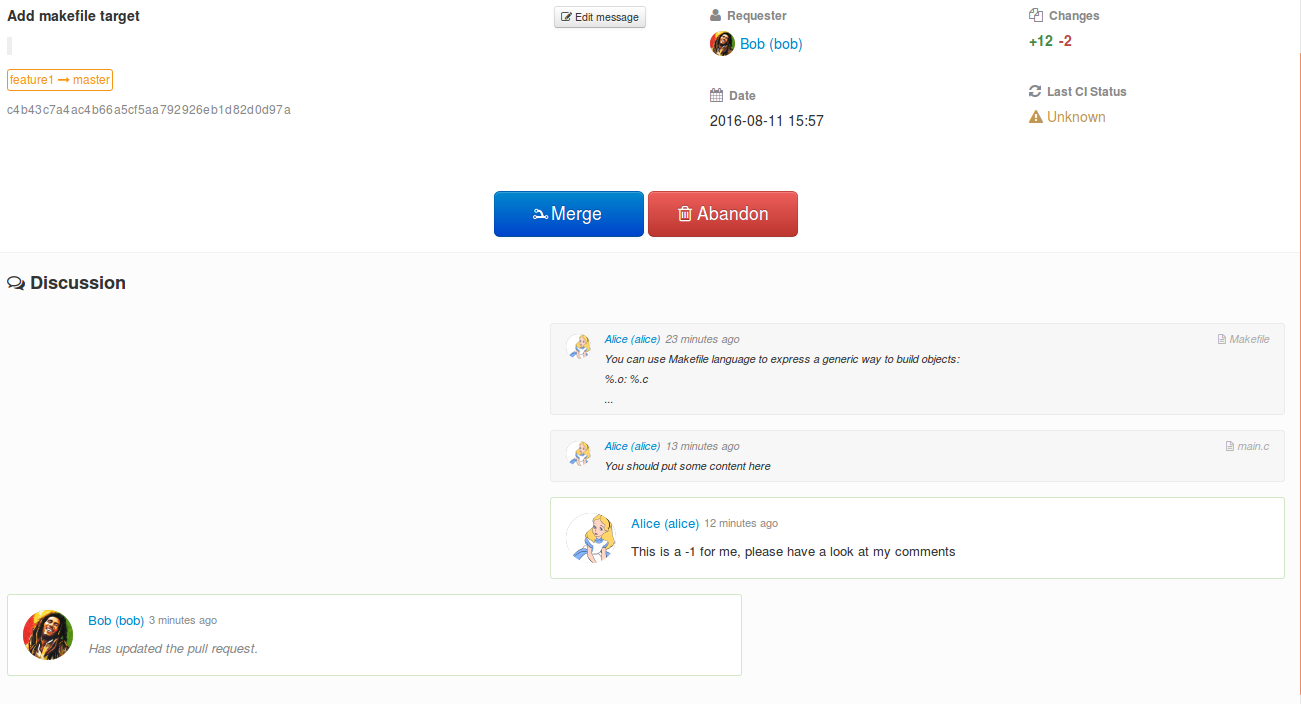 Add makefile target
Edit message
feature1 → master
c4b43c7a4ac4b66a5cf5aa792926eb1d82d0d97a
Requester
Bob (bob)
Date
2016-08-11 15:57
Changes
+12 -2
Last CI Status
Unknown
Merge
Abandon
Discussion
Alice (alice) 23 minutes ago
Makefile
You can use Makefile language to express a generic way to build objects:
%.o: %.c
...
Alice (alice) 13 minutes ago
main.c
You should put some content here
Alice (alice) 12 minutes ago
This is a -1 for me, please have a look at my comments
Bob (bob) 3 minutes ago
Has updated the pull request.